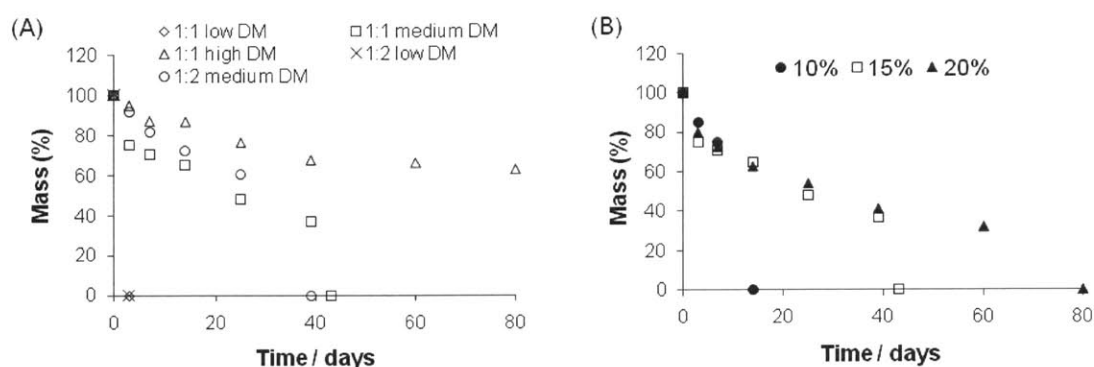 (A)
◇ 1:1 low DM □ 1:1 medium DM
△ 1:1 high DM × 1:2 low DM
○ 1:2 medium DM
120
100
80
60
40
20
0
Mass (%)
0 20 40 60 80
Time / days
(B)
● 10% □ 15% ▲ 20%
120
100
80
60
40
20
0
Mass (%)
0 20 40 60 80
Time / days